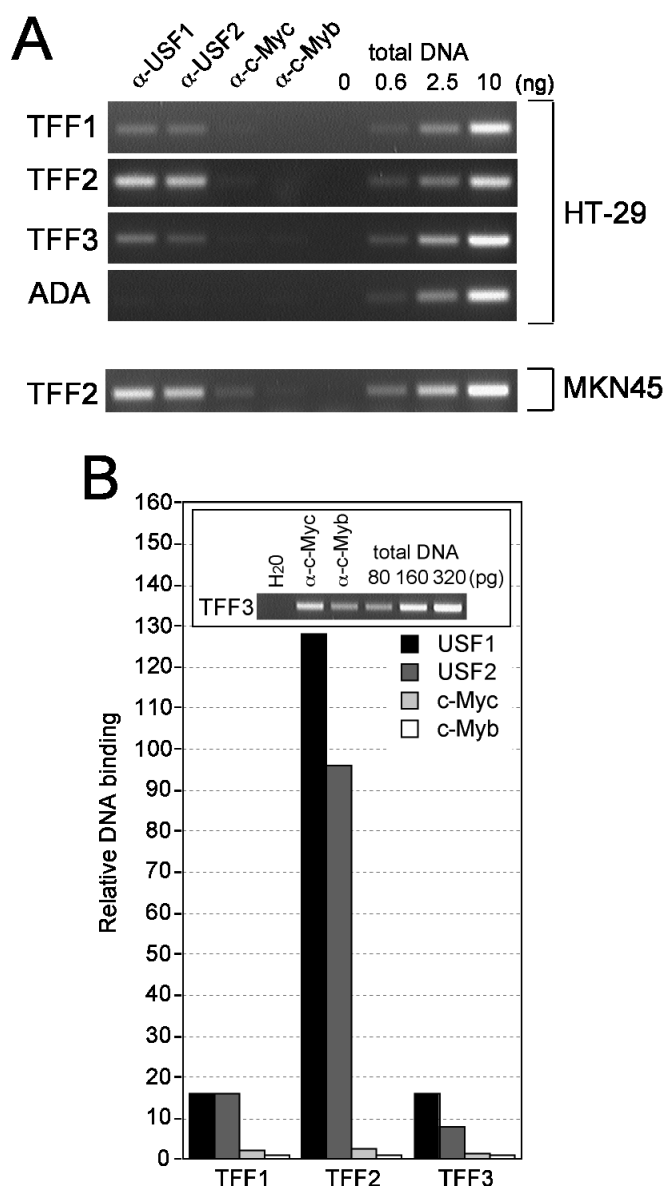 A
α-USF1 α-USF2 α-c-Myc α-c-Myb total DNA
0 0.6 2.5 10 (ng)
TFF1
TFF2
TFF3
ADA
HT-29
TFF2
MKN45
B
Relative DNA binding
160
150
140
130
120
110
100
90
80
70
60
50
40
30
20
10
0
H20 α-c-Myc α-c-Myb total DNA
80 160 320 (pg)
TFF3
USF1
USF2
c-Myc
c-Myb
TFF1 TFF2 TFF3